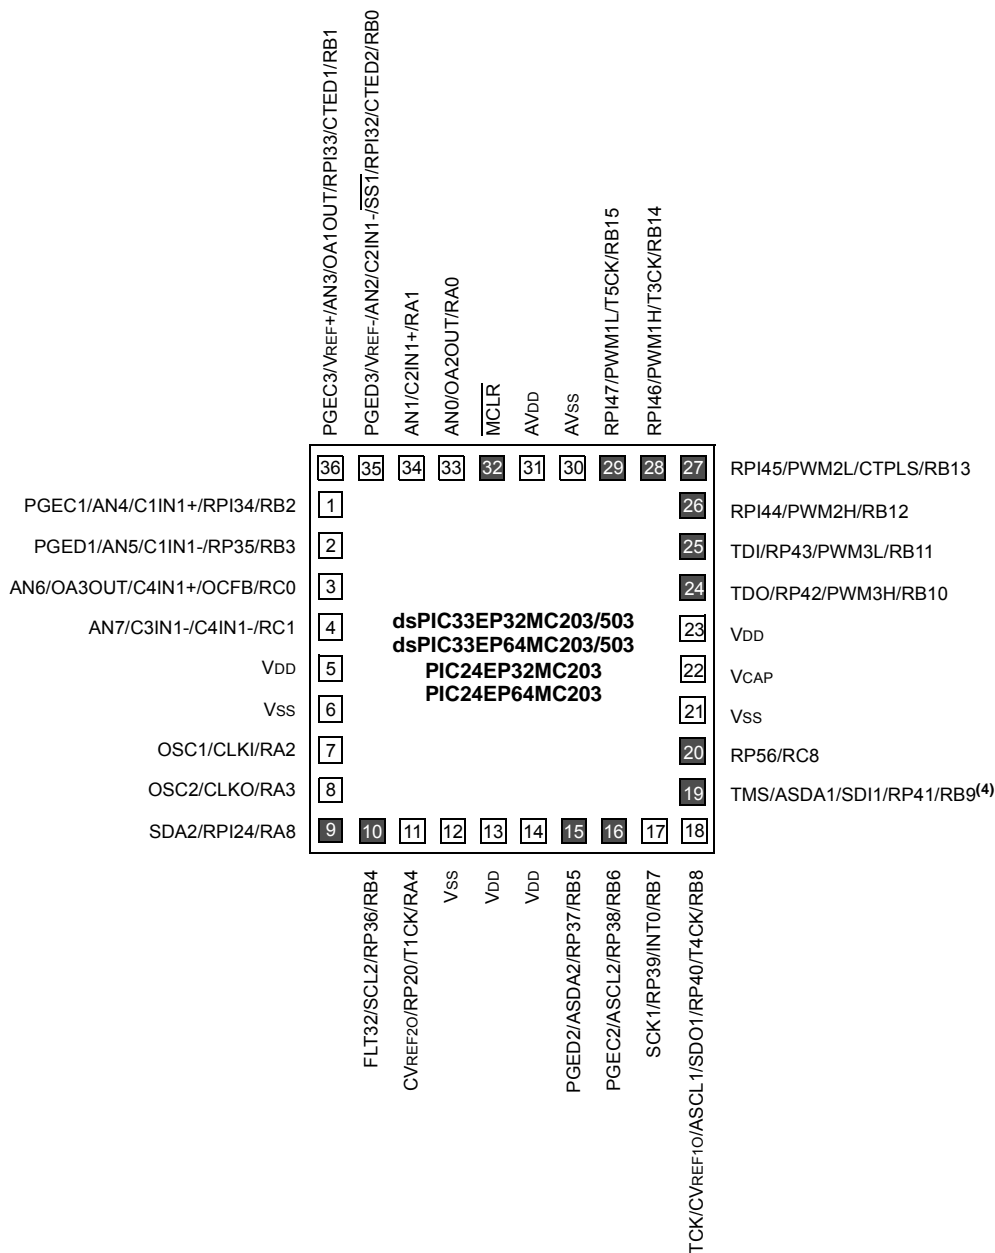 PGEC3/VREF+/AN3/OA1OUT/RPI33/CTED1/RB1
PGED3/VREF-/AN2/C2IN1-/SS1/RPI32/CTED2/RB0
AN1/C2IN1+/RA1
AN0/OA2OUT/RA0
MCLR
AVDD
AVSS
RPI47/PWM1L/T5CK/RB15
RPI46/PWM1H/T3CK/RB14
36 35 34 33 32 31 30 29 28 27 RPI45/PWM2L/CTPLS/RB13
PGEC1/AN4/C1IN1+/RPI34/RB2 1 26 RPI44/PWM2H/RB12
PGED1/AN5/C1IN1-/RP35/RB3 2 25 TDI/RP43/PWM3L/RB11
AN6/OA3OUT/C4IN1+/OCFB/RC0 3 24 TDO/RP42/PWM3H/RB10
AN7/C3IN1-/C4IN1-/RC1 4 23 VDD
dsPIC33EP32MC203/503
dsPIC33EP64MC203/503
PIC24EP32MC203
PIC24EP64MC203
VDD 5 22 VCAP
VSS 6 21 VSS
OSC1/CLKI/RA2 7 20 RP56/RC8
OSC2/CLKO/RA3 8 19 TMS/ASDA1/SDI1/RP41/RB9(4)
SDA2/RPI24/RA8 9 10 11 12 13 14 15 16 17 18
FLT32/SCL2/RP36/RB4
CVREF2O/RP20/T1CK/RA4
VSS
VDD
VDD
PGED2/ASDA2/RP37/RB5
PGEC2/ASCL2/RP38/RB6
SCK1/RP39/INT0/RB7
TCK/CVREF1O/ASCL1/SDO1/RP40/T4CK/RB8